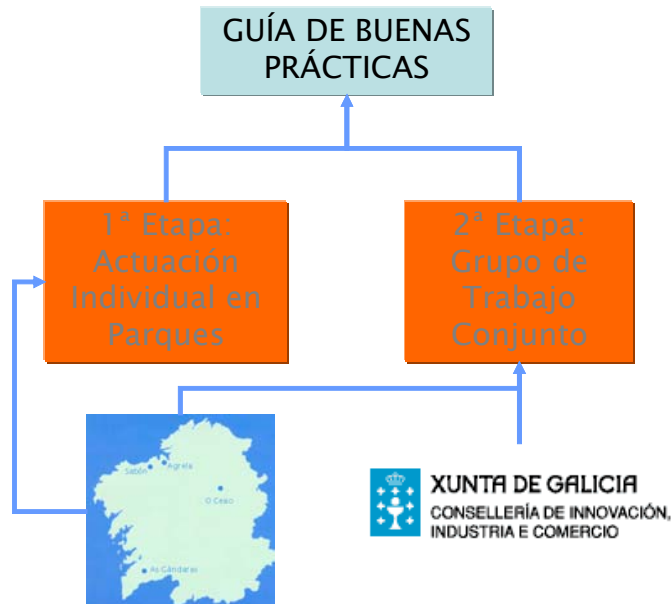 GUÍA DE BUENAS
PRÁCTICAS
1ª Etapa:
Actuación
Individual en
Parques
2ª Etapa:
Grupo de
Trabajo
Conjunto
Sabón
Agrela
O Ceao
As Gándaras
XUNTA DE GALICIA
CONSELLERÍA DE INNOVACIÓN,
INDUSTRIA E COMERCIO